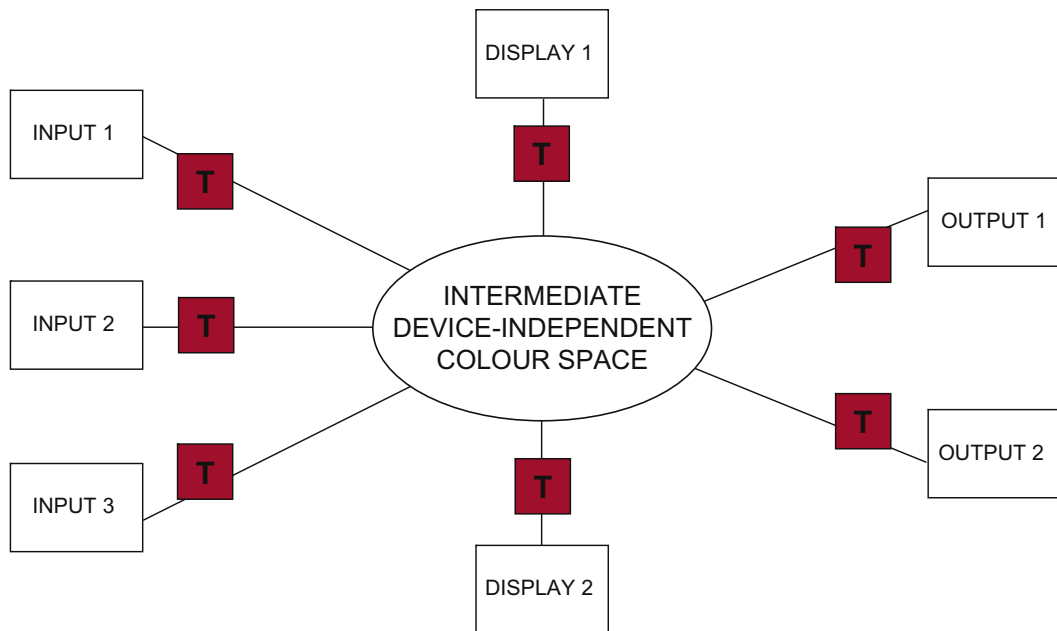 DISPLAY 1
INPUT 1
T
T
OUTPUT 1
T
INTERMEDIATE
DEVICE-INDEPENDENT
COLOUR SPACE
INPUT 2
T
T
OUTPUT 2
T
INPUT 3
T
DISPLAY 2